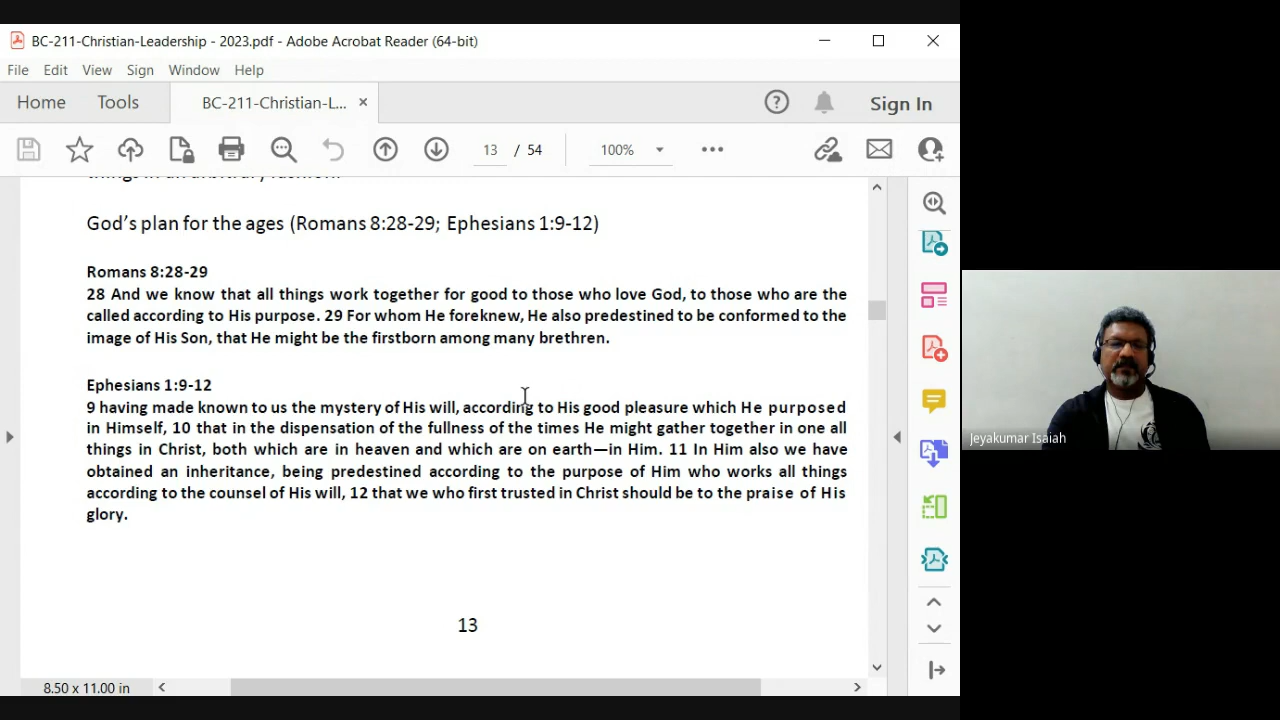 BC-211-Christian-Leadership - 2023.pdf - Adobe Acrobat Reader (64-bit)
File Edit View Sign Window Help
Home Tools BC-211-Christian-L... × Sign In
13 / 54 100%
God's plan for the ages (Romans 8:28-29; Ephesians 1:9-12)
Romans 8:28-29
28 And we know that all things work together for good to those who love God, to those who are the
called according to His purpose. 29 For whom He foreknew, He also predestined to be conformed to the
image of His Son, that He might be the firstborn among many brethren.
Ephesians 1:9-12
9 having made known to us the mystery of His will, according to His good pleasure which He purposed
in Himself, 10 that in the dispensation of the fullness of the times He might gather together in one all
things in Christ, both which are in heaven and which are on earth—in Him. 11 In Him also we have
obtained an inheritance, being predestined according to the purpose of Him who works all things
according to the counsel of His will, 12 that we who first trusted in Christ should be to the praise of His
glory.
13
8.50 x 11.00 in
Jeyakumar Isaiah